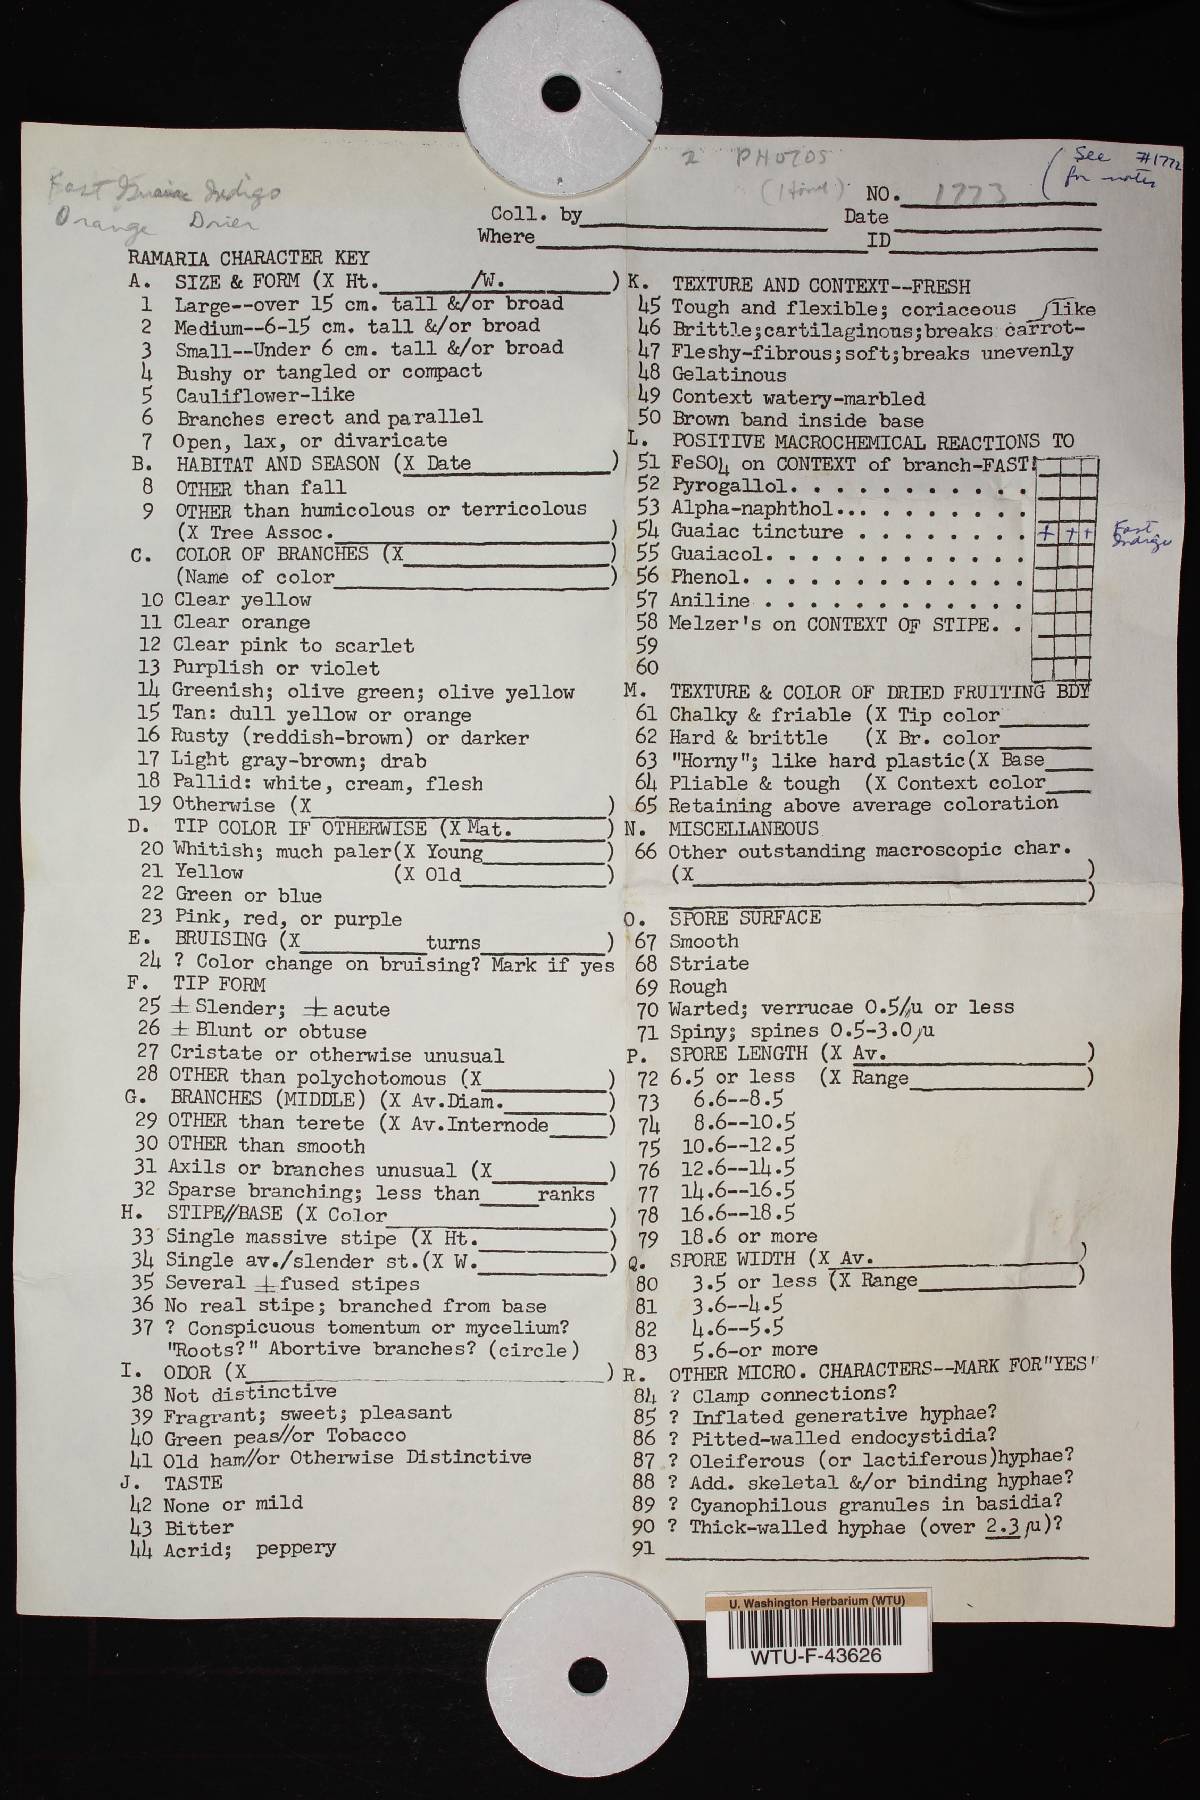 2 PHOTOS
(See #1772
for notes
Fast Guaiac Indigo
Orange Drier
NO. 1773
Coll. by
Date
Where
ID
RAMARIA CHARACTER KEY
A. SIZE & FORM (X Ht. /W. )
1 Large--over 15 cm. tall &/or broad
2 Medium--6-15 cm. tall &/or broad
3 Small--Under 6 cm. tall &/or broad
4 Bushy or tangled or compact
5 Cauliflower-like
6 Branches erect and parallel
7 Open, lax, or divaricate
B. HABITAT AND SEASON (X Date )
8 OTHER than fall
9 OTHER than humicolous or terricolous
(X Tree Assoc. )
C. COLOR OF BRANCHES (X )
(Name of color )
10 Clear yellow
11 Clear orange
12 Clear pink to scarlet
13 Purplish or violet
14 Greenish; olive green; olive yellow
15 Tan: dull yellow or orange
16 Rusty (reddish-brown) or darker
17 Light gray-brown; drab
18 Pallid: white, cream, flesh
19 Otherwise (X )
D. TIP COLOR IF OTHERWISE (X Mat. )
20 Whitish; much paler(X Young )
21 Yellow (X Old )
22 Green or blue
23 Pink, red, or purple
E. BRUISING (X turns )
24 ? Color change on bruising? Mark if yes
F. TIP FORM
25 ± Slender; ± acute
26 ± Blunt or obtuse
27 Cristate or otherwise unusual
28 OTHER than polychotomous (X )
G. BRANCHES (MIDDLE) (X Av.Diam. )
29 OTHER than terete (X Av.Internode )
30 OTHER than smooth
31 Axils or branches unusual (X )
32 Sparse branching; less than ranks
H. STIPE//BASE (X Color )
33 Single massive stipe (X Ht. )
34 Single av./slender st.(X W. )
35 Several ± fused stipes
36 No real stipe; branched from base
37 ? Conspicuous tomentum or mycelium?
"Roots?" Abortive branches? (circle)
I. ODOR (X )
38 Not distinctive
39 Fragrant; sweet; pleasant
40 Green peas//or Tobacco
41 Old ham//or Otherwise Distinctive
J. TASTE
42 None or mild
43 Bitter
44 Acrid; peppery
K. TEXTURE AND CONTEXT--FRESH
45 Tough and flexible; coriaceous /like
46 Brittle;cartilaginous;breaks carrot-
47 Fleshy-fibrous;soft;breaks unevenly
48 Gelatinous
49 Context watery-marbled
50 Brown band inside base
L. POSITIVE MACROCHEMICAL REACTIONS TO
51 FeSO4 on CONTEXT of branch-FAST!
52 Pyrogallol. . . . . . . . . . .
53 Alpha-naphthol... . . . . . . .
54 Guaiac tincture . . . . . . . . + + + Fast Indigo
55 Guaiacol. . . . . . . . . . . .
56 Phenol. . . . . . . . . . . . .
57 Aniline . . . . . . . . . . . .
58 Melzer's on CONTEXT OF STIPE. .
59
60
M. TEXTURE & COLOR OF DRIED FRUITING BDY
61 Chalky & friable (X Tip color
62 Hard & brittle (X Br. color
63 "Horny"; like hard plastic(X Base
64 Pliable & tough (X Context color
65 Retaining above average coloration
N. MISCELLANEOUS
66 Other outstanding macroscopic char.
(X )
)
O. SPORE SURFACE
67 Smooth
68 Striate
69 Rough
70 Warted; verrucae 0.5/µ or less
71 Spiny; spines 0.5-3.0 µ
P. SPORE LENGTH (X Av. )
72 6.5 or less (X Range )
73 6.6--8.5
74 8.6--10.5
75 10.6--12.5
76 12.6--14.5
77 14.6--16.5
78 16.6--18.5
79 18.6 or more
Q. SPORE WIDTH (X Av. )
80 3.5 or less (X Range )
81 3.6--4.5
82 4.6--5.5
83 5.6-or more
R. OTHER MICRO. CHARACTERS--MARK FOR"YES'
84 ? Clamp connections?
85 ? Inflated generative hyphae?
86 ? Pitted-walled endocystidia?
87 ? Oleiferous (or lactiferous)hyphae?
88 ? Add. skeletal &/or binding hyphae?
89 ? Cyanophilous granules in basidia?
90 ? Thick-walled hyphae (over 2.3 µ)?
91
U. Washington Herbarium (WTU)
WTU-F-43626